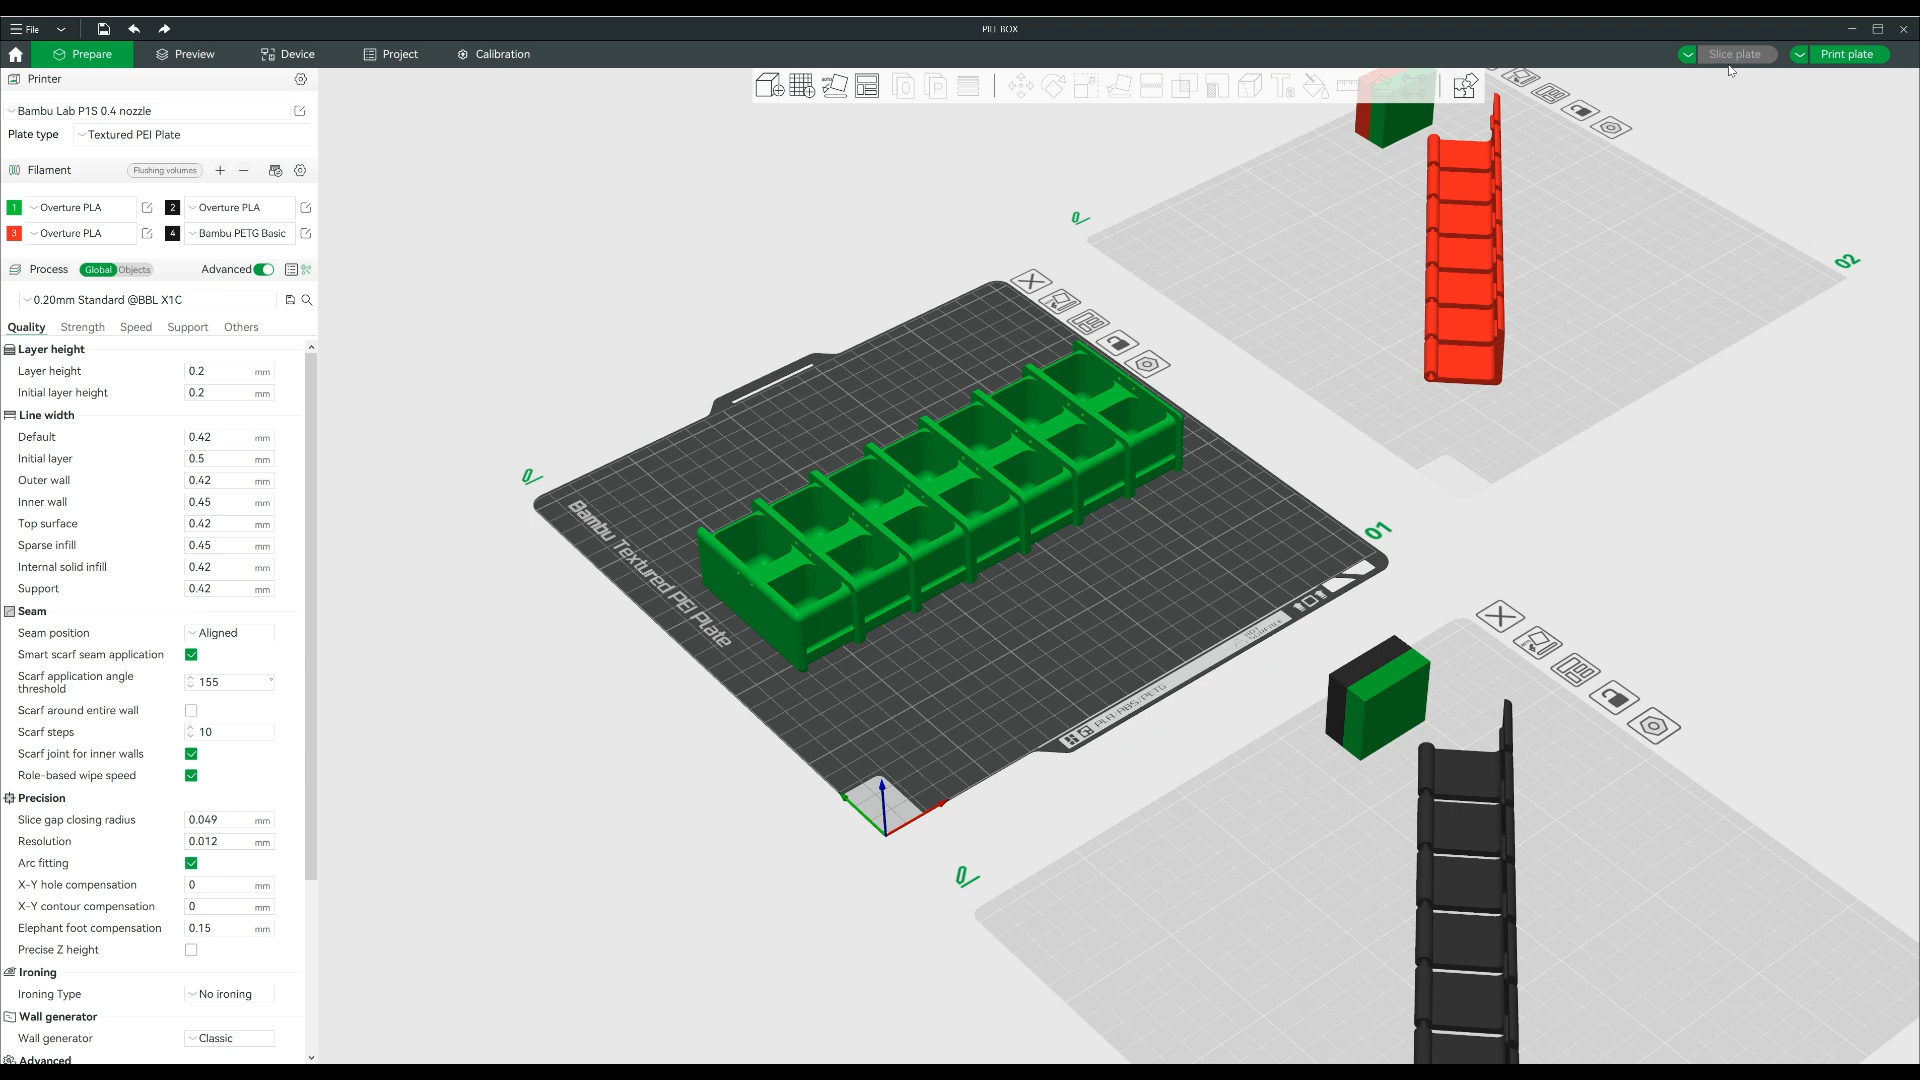 File
PILL BOX
Prepare
Preview
Device
Project
Calibration
Slice plate
Print plate
Printer
Bambu Lab P1S 0.4 nozzle
Plate type
Textured PEI Plate
Filament
Flushing volumes
1 Overture PLA
2 Overture PLA
3 Overture PLA
4 Bambu PETG Basic
Process
Global Objects
Advanced
0.20mm Standard @BBL X1C
Quality Strength Speed Support Others
Layer height
Layer height 0.2 mm
Initial layer height 0.2 mm
Line width
Default 0.42 mm
Initial layer 0.5 mm
Outer wall 0.42 mm
Inner wall 0.45 mm
Top surface 0.42 mm
Sparse infill 0.45 mm
Internal solid infill 0.42 mm
Support 0.42 mm
Seam
Seam position Aligned
Smart scarf seam application
Scarf application angle
threshold 155 °
Scarf around entire wall
Scarf steps 10
Scarf joint for inner walls
Role-based wipe speed
Precision
Slice gap closing radius 0.049 mm
Resolution 0.012 mm
Arc fitting
X-Y hole compensation 0 mm
X-Y contour compensation 0 mm
Elephant foot compensation 0.15 mm
Precise Z height
Ironing
Ironing Type No ironing
Wall generator
Wall generator Classic
Advanced
Bambu Textured PEI Plate
PLA/ABS/PETG
HOT
SURFACE
01
02